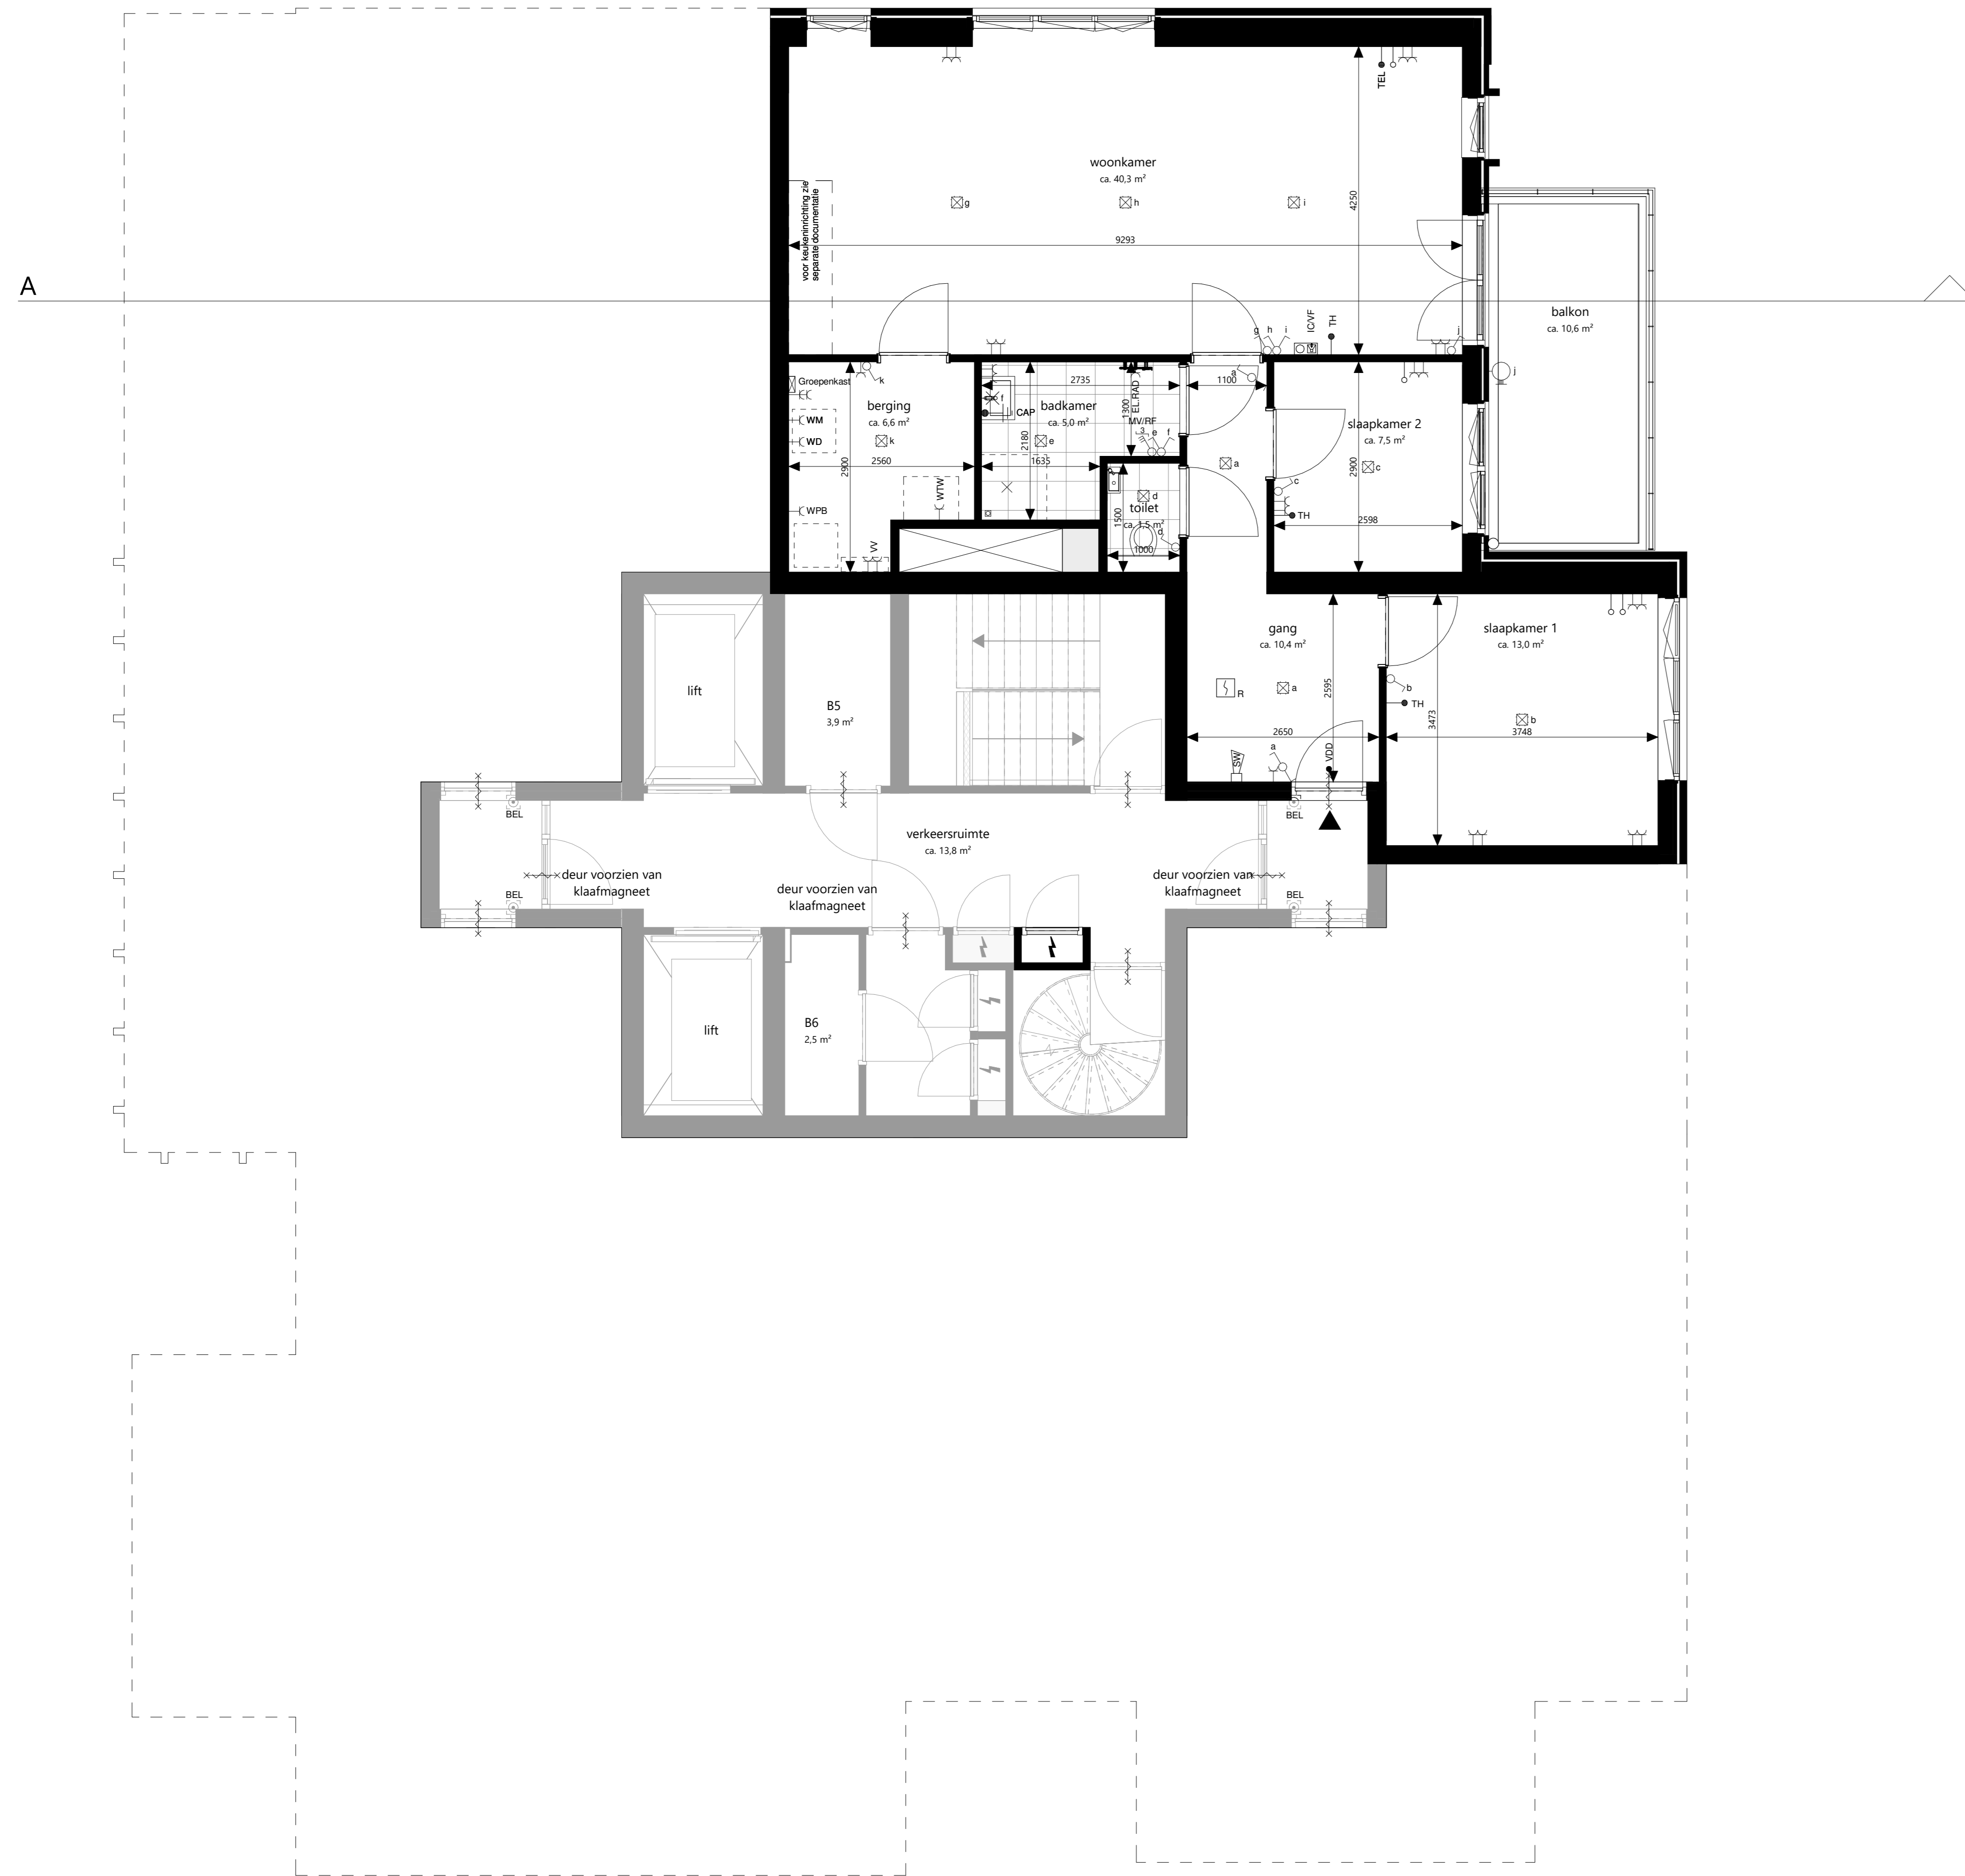 TEL
woonkamer
ca. 40,3 m²
voor keukeninrichting zie
separate documentatie
g
h
i
4250
9293
A
balkon
ca. 10,6 m²
g h i
IC/VF
TH
j
j
k
Groepenkast
berging
ca. 6,6 m²
k
WM
WD
2560
2900
WPB
WTW
VV
2735
f
CAP
badkamer
ca. 5,0 m²
e
2180
1635
1300
EL.RAD
MV/RF
3
e f
1100
a
a
d
toilet
ca. 1,5 m²
d
1500
1000
slaapkamer 2
ca. 7,5 m²
c
c
2900
TH
2598
gang
ca. 10,4 m²
R
a
2595
2650
SW
a
VDD
slaapkamer 1
ca. 13,0 m²
b
TH
b
3473
3748
lift
B5
3,9 m²
BEL
BEL
verkeersruimte
ca. 13,8 m²
deur voorzien van
klaafmagneet
deur voorzien van
klaafmagneet
deur voorzien van
klaafmagneet
BEL
BEL
lift
B6
2,5 m²